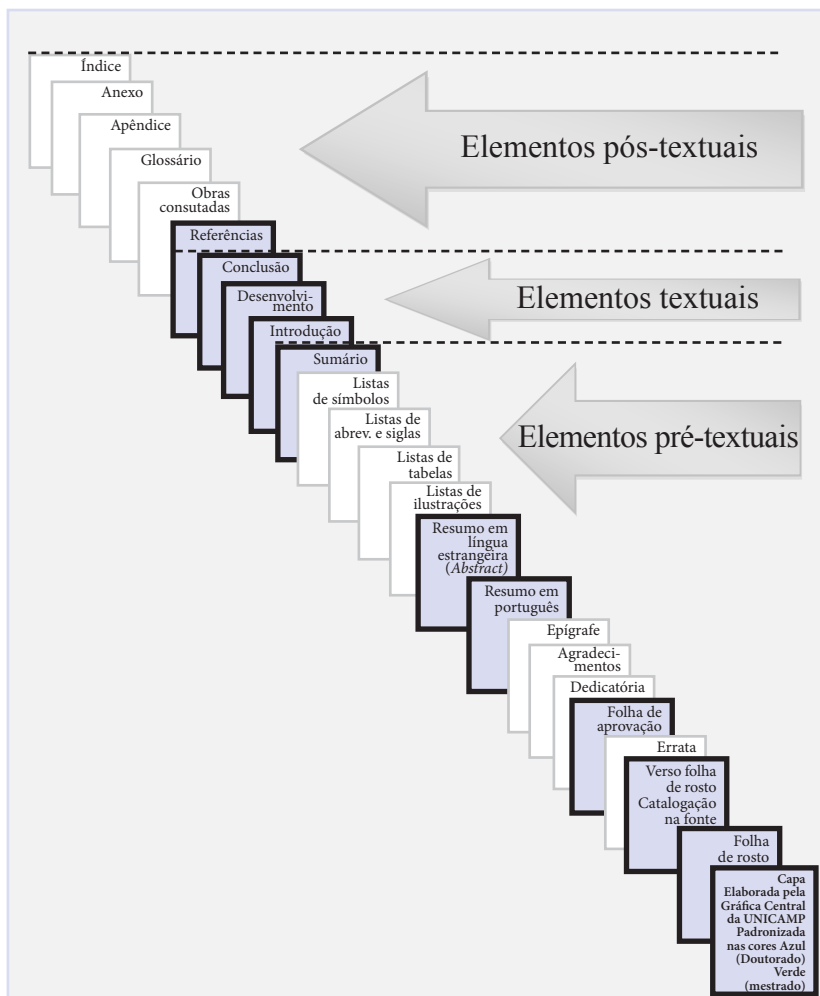 Índice
Anexo
Apêndice
Glossário
Obras
consutadas
Referências
Conclusão
Desenvolvi-
mento
Introdução
Sumário
Listas
de símbolos
Listas de
abrev. e siglas
Listas de
tabelas
Listas de
ilustrações
Resumo em
língua
estrangeira
(Abstract)
Resumo em
português
Epígrafe
Agradeci-
mentos
Dedicatória
Folha de
aprovação
Errata
Verso folha
de rosto
Catalogação
na fonte
Folha
de rosto
Capa
Elaborada pela
Gráfica Central
da UNICAMP
Padronizada
nas cores Azul
(Doutorado)
Verde
(mestrado)
Elementos pós-textuais
Elementos textuais
Elementos pré-textuais